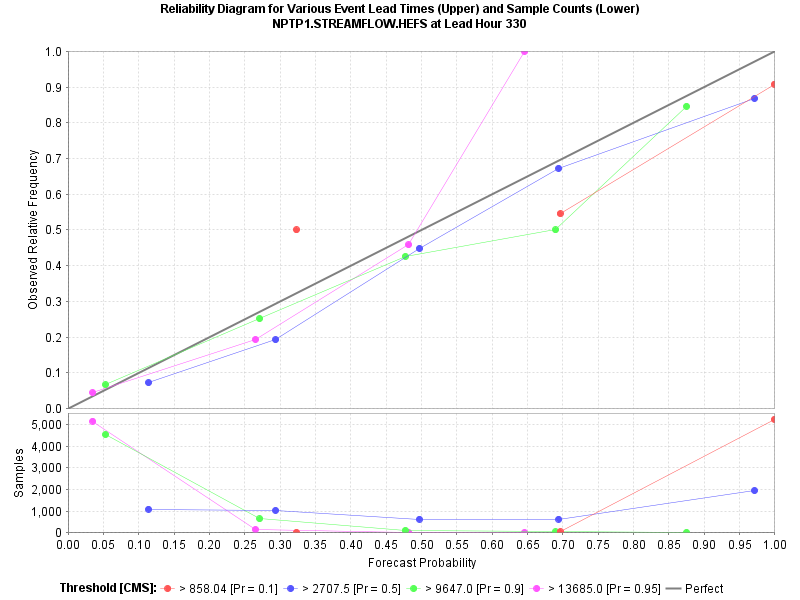 Reliability Diagram for Various Event Lead Times (Upper) and Sample Counts (Lower)
NPTP1.STREAMFLOW.HEFS at Lead Hour 330
Observed Relative Frequency
1.0
0.9
0.8
0.7
0.6
0.5
0.4
0.3
0.2
0.1
0.0
Samples
5,000
4,000
3,000
2,000
1,000
0
0.00 0.05 0.10 0.15 0.20 0.25 0.30 0.35 0.40 0.45 0.50 0.55 0.60 0.65 0.70 0.75 0.80 0.85 0.90 0.95 1.00
Forecast Probability
Threshold [CMS]: > 858.04 [Pr = 0.1] > 2707.5 [Pr = 0.5] > 9647.0 [Pr = 0.9] > 13685.0 [Pr = 0.95] Perfect